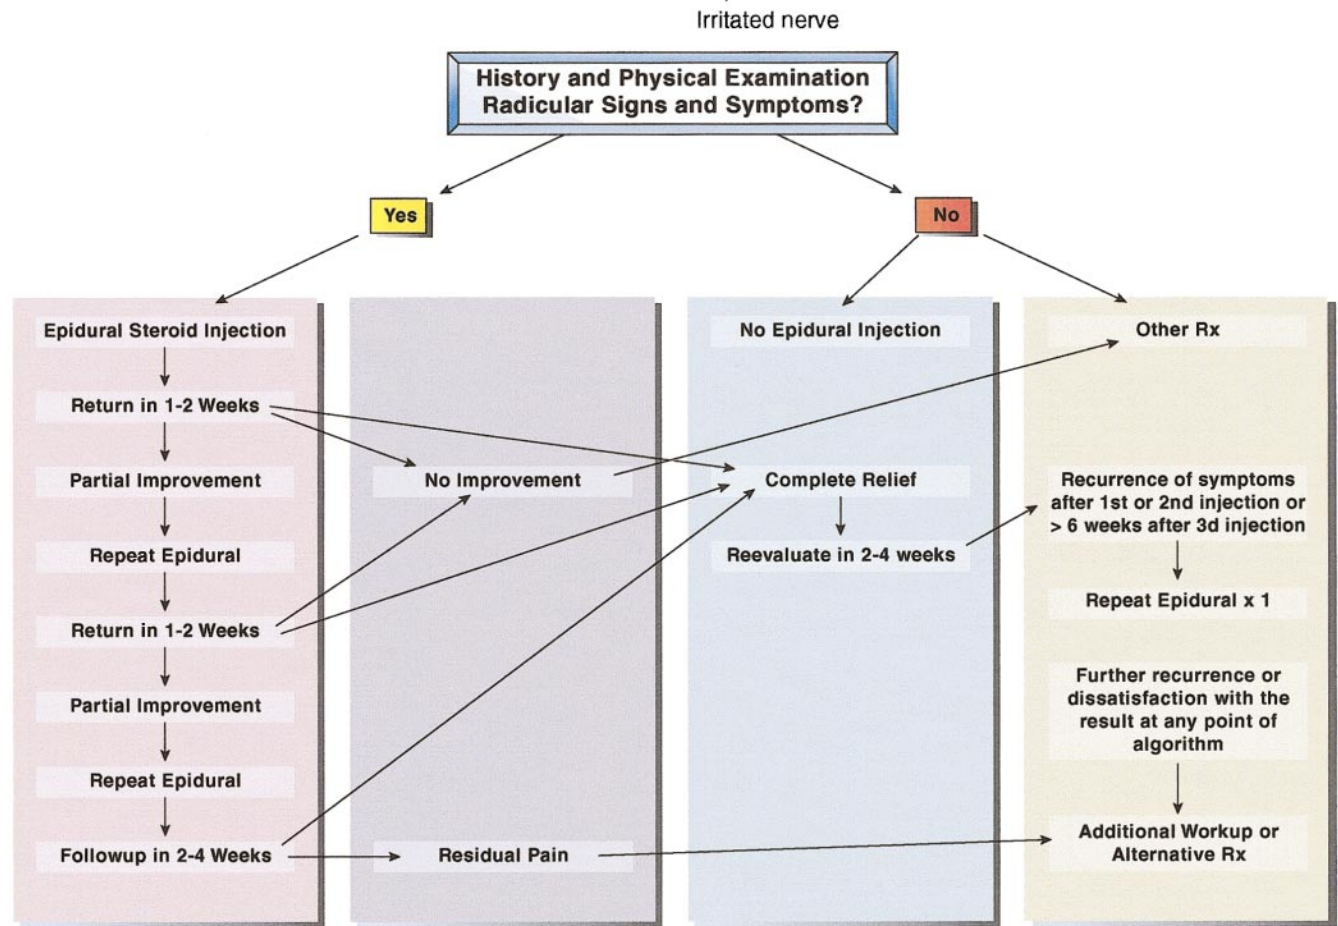 Irritated nerve
History and Physical Examination
Radicular Signs and Symptoms?
Yes
No
Epidural Steroid Injection
Return in 1-2 Weeks
Partial Improvement
Repeat Epidural
Return in 1-2 Weeks
Partial Improvement
Repeat Epidural
Followup in 2-4 Weeks
No Improvement
Residual Pain
No Epidural Injection
Complete Relief
Reevaluate in 2-4 weeks
Other Rx
Recurrence of symptoms
after 1st or 2nd injection or
> 6 weeks after 3d injection
Repeat Epidural x 1
Further recurrence or
dissatisfaction with the
result at any point of
algorithm
Additional Workup or
Alternative Rx